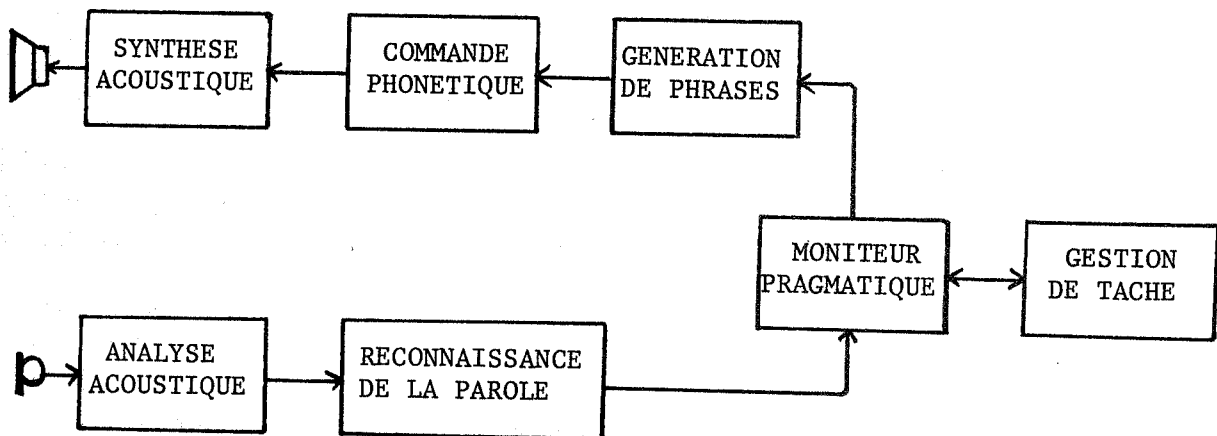 SYNTHESE
ACOUSTIQUE
COMMANDE
PHONETIQUE
GENERATION
DE PHRASES
MONITEUR
PRAGMATIQUE
GESTION
DE TACHE
ANALYSE
ACOUSTIQUE
RECONNAISSANCE
DE LA PAROLE